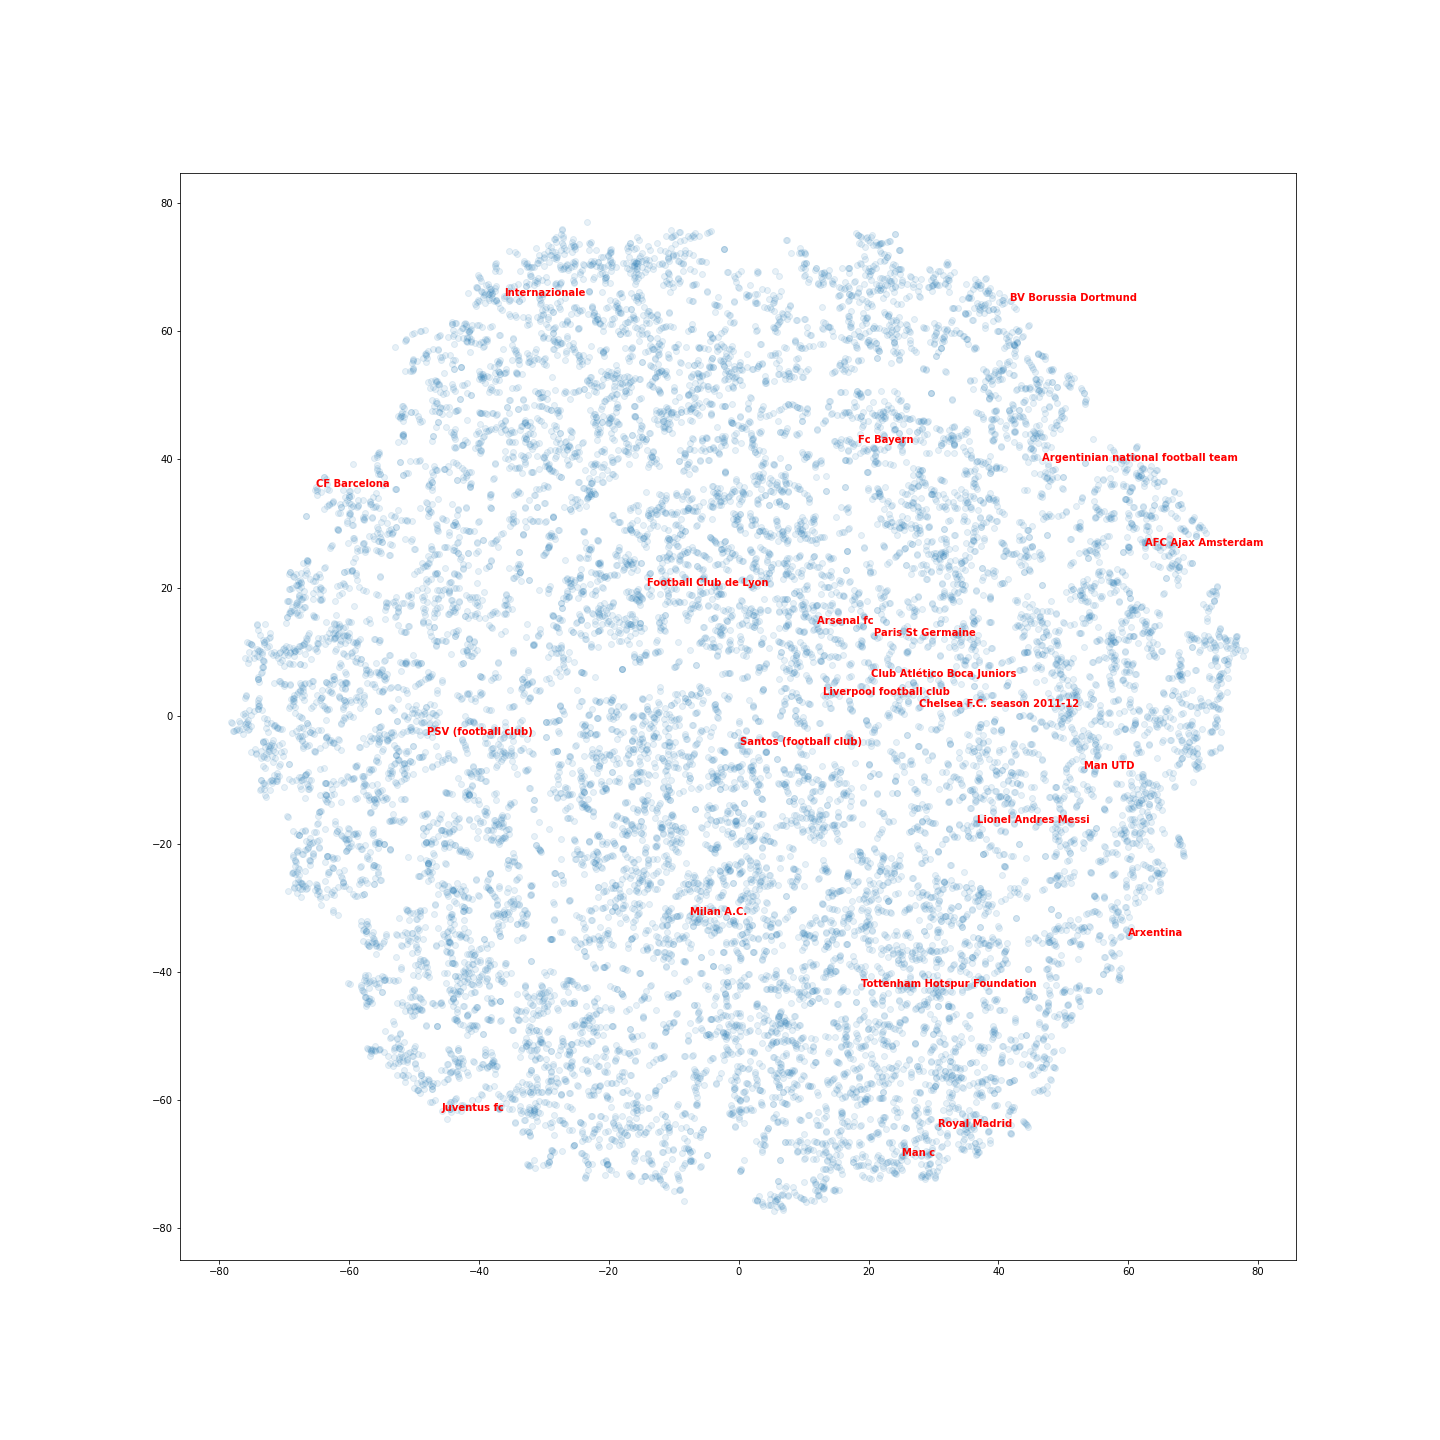 80
Internazionale
BV Borussia Dortmund
60
Fc Bayern
40
Argentinian national football team
CF Barcelona
AFC Ajax Amsterdam
20
Football Club de Lyon
Arsenal fc
Paris St Germaine
Club Atlético Boca Juniors
Liverpool football club
Chelsea F.C. season 2011-12
0
PSV (football club)
Santos (football club)
Man UTD
Lionel Andres Messi
−20
Milan A.C.
Arxentina
−40
Tottenham Hotspur Foundation
−60
Juventus fc
Royal Madrid
Man c
−80
−80 −60 −40 −20 0 20 40 60 80